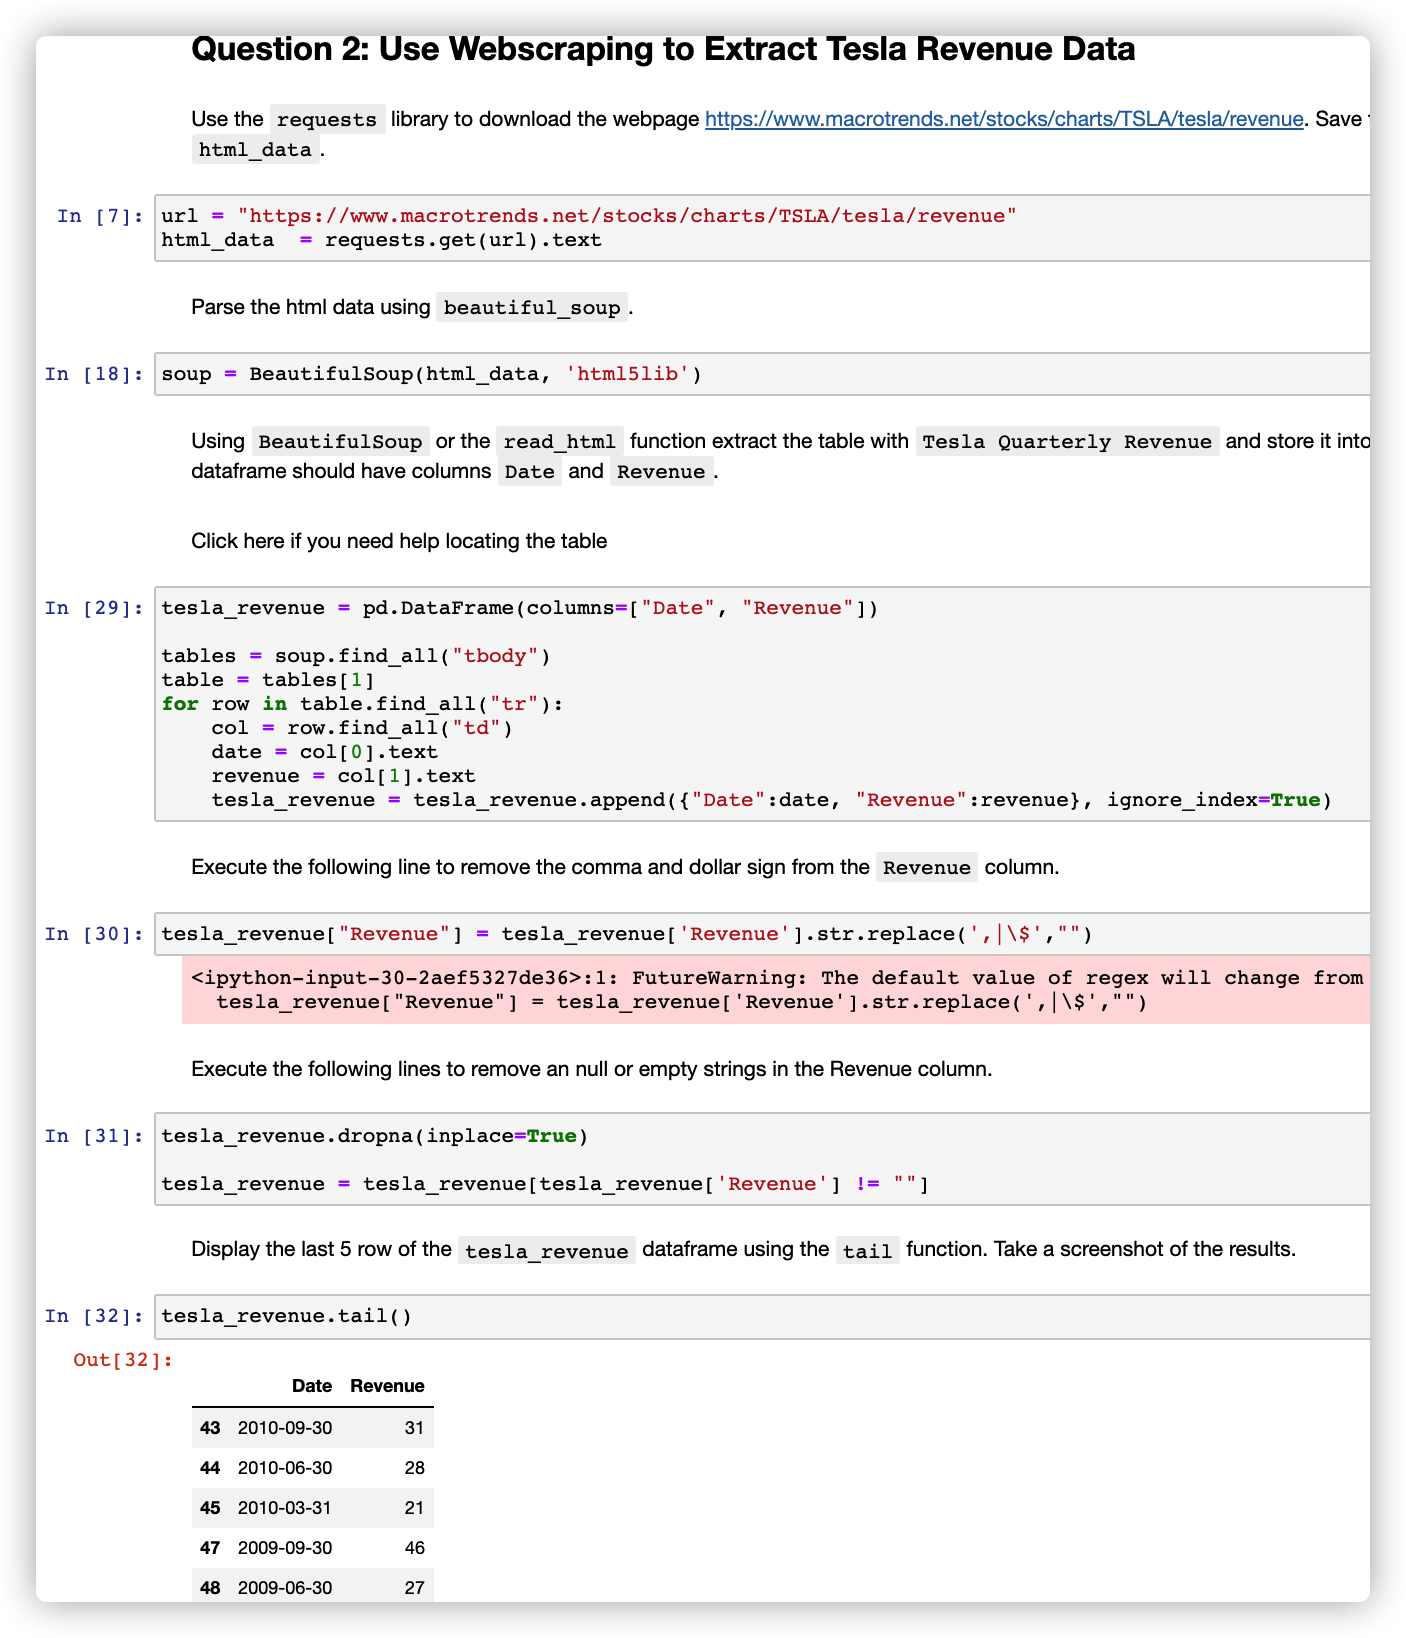 Question 2: Use Webscraping to Extract Tesla Revenue Data
Use the requests library to download the webpage https://www.macrotrends.net/stocks/charts/TSLA/tesla/revenue. Save
html_data.
In [7]: url = "https://www.macrotrends.net/stocks/charts/TSLA/tesla/revenue"
html_data  = requests.get(url).text
Parse the html data using beautiful_soup.
In [18]: soup = BeautifulSoup(html_data, 'html5lib')
Using BeautifulSoup or the read_html function extract the table with Tesla Quarterly Revenue and store it into
dataframe should have columns Date and Revenue.
Click here if you need help locating the table
In [29]: tesla_revenue = pd.DataFrame(columns=["Date", "Revenue"])
tables = soup.find_all("tbody")
table = tables[1]
for row in table.find_all("tr"):
    col = row.find_all("td")
    date = col[0].text
    revenue = col[1].text
    tesla_revenue = tesla_revenue.append({"Date":date, "Revenue":revenue}, ignore_index=True)
Execute the following line to remove the comma and dollar sign from the Revenue column.
In [30]: tesla_revenue["Revenue"] = tesla_revenue['Revenue'].str.replace(',|\$',"")
<ipython-input-30-2aef5327de36>:1: FutureWarning: The default value of regex will change from
  tesla_revenue["Revenue"] = tesla_revenue['Revenue'].str.replace(',|\$',"")
Execute the following lines to remove an null or empty strings in the Revenue column.
In [31]: tesla_revenue.dropna(inplace=True)
tesla_revenue = tesla_revenue[tesla_revenue['Revenue'] != ""]
Display the last 5 row of the tesla_revenue dataframe using the tail function. Take a screenshot of the results.
In [32]: tesla_revenue.tail()
Out[32]:
Date Revenue
43 2010-09-30 31
44 2010-06-30 28
45 2010-03-31 21
47 2009-09-30 46
48 2009-06-30 27